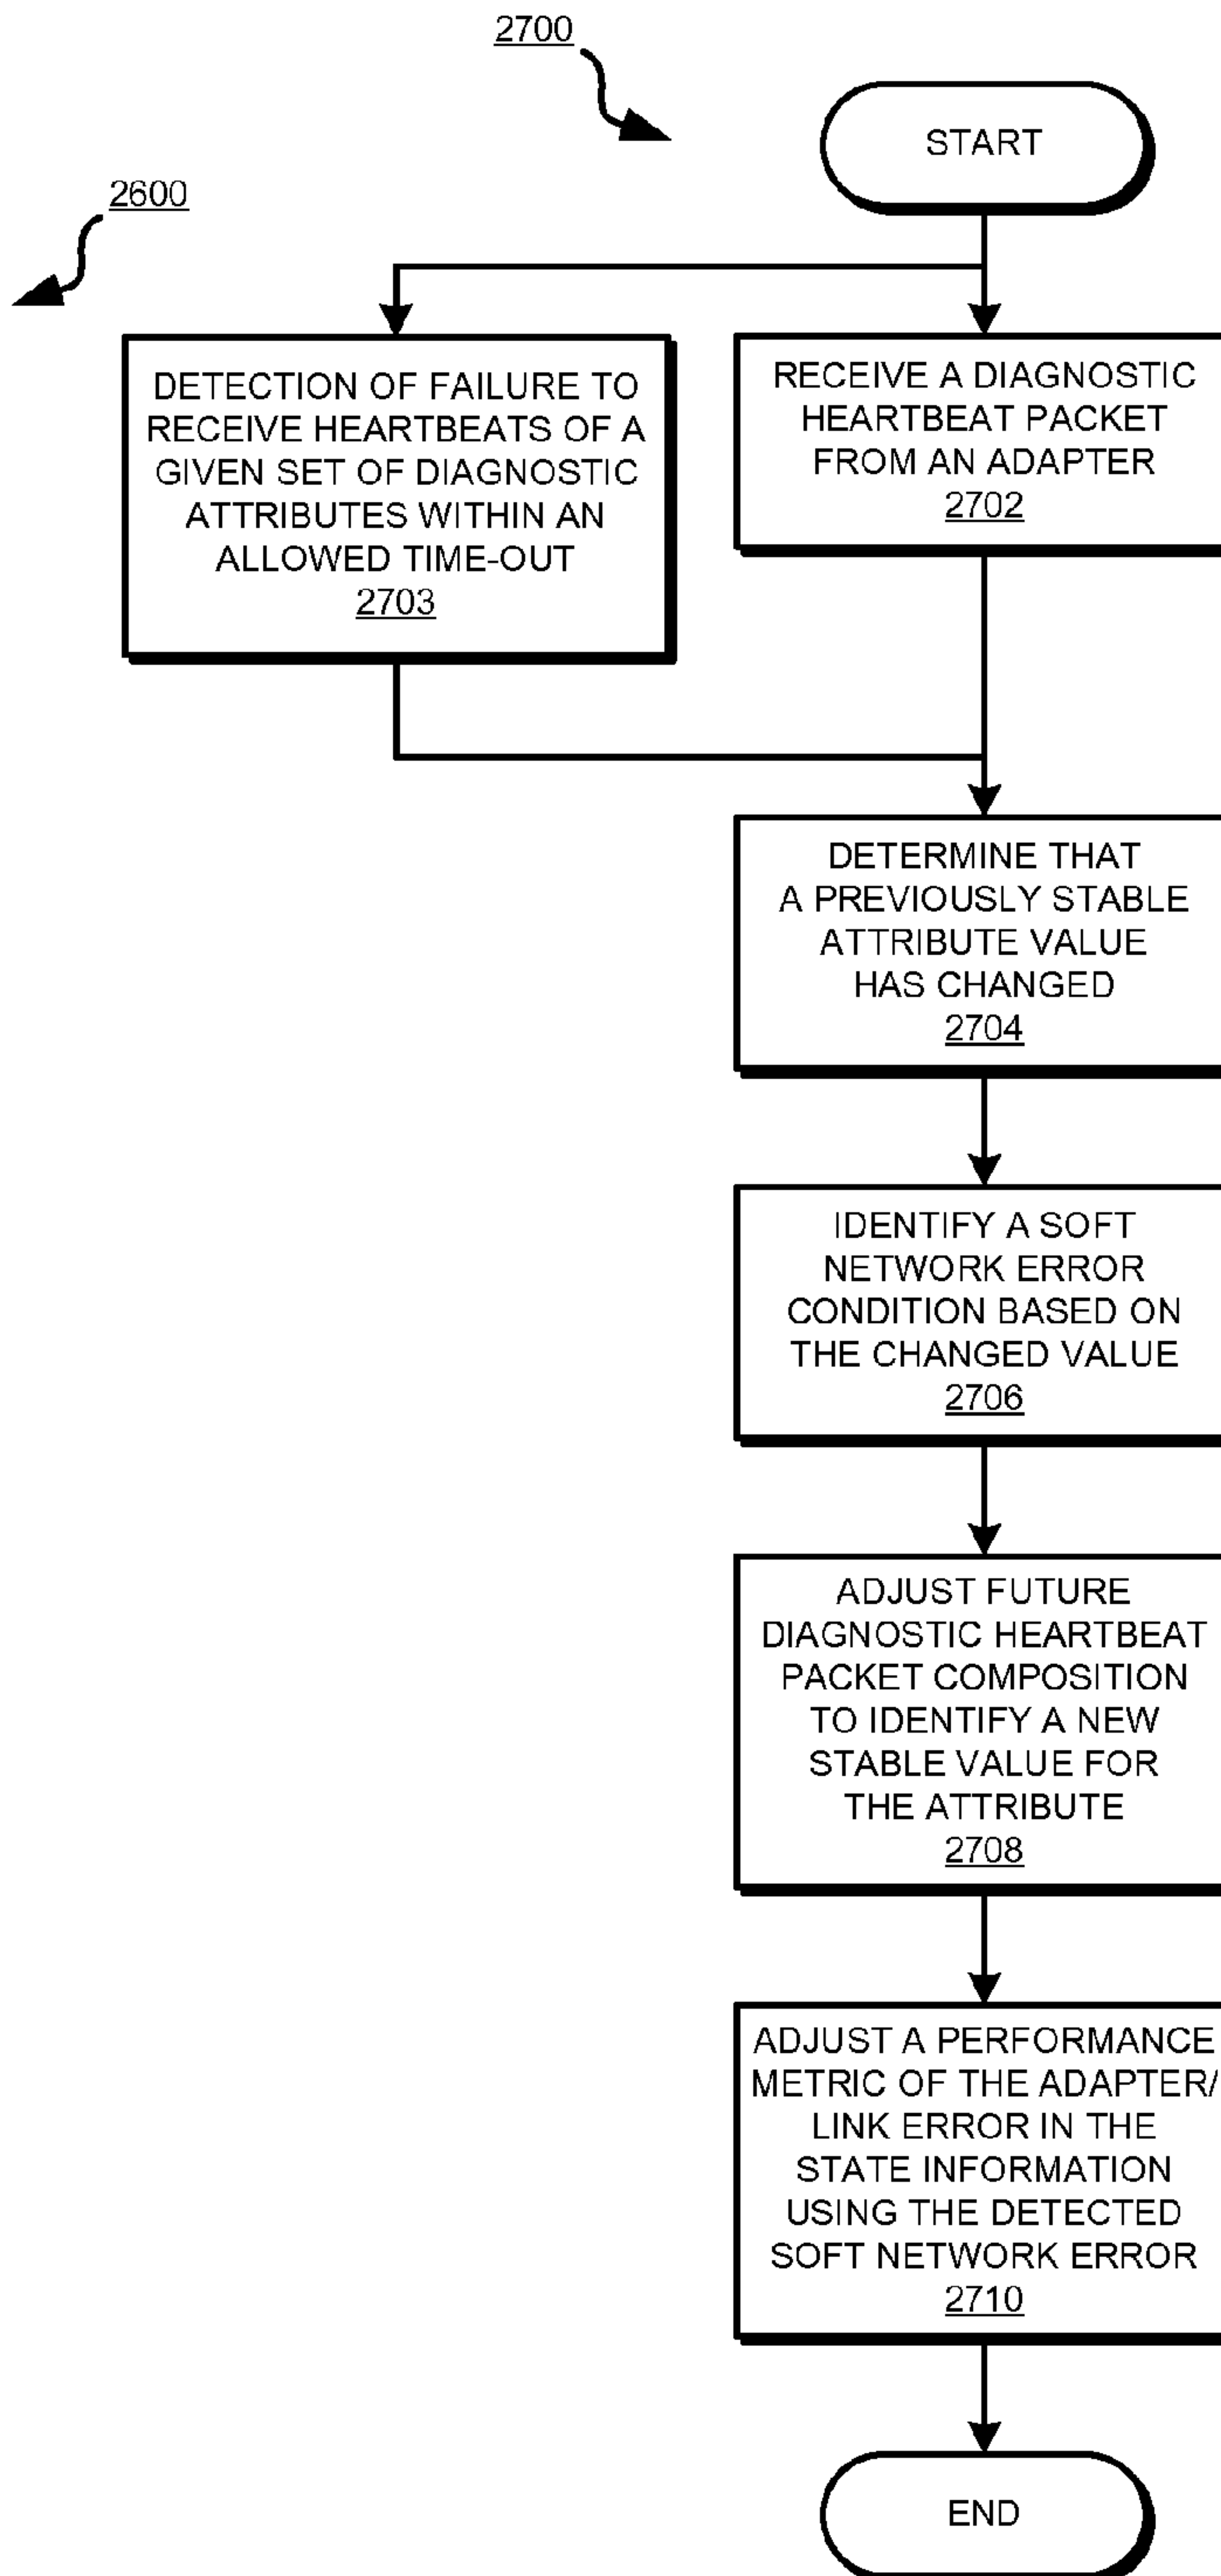 2700
START
2600
DETECTION OF FAILURE TO
RECEIVE HEARTBEATS OF A
GIVEN SET OF DIAGNOSTIC
ATTRIBUTES WITHIN AN
ALLOWED TIME-OUT
2703
RECEIVE A DIAGNOSTIC
HEARTBEAT PACKET
FROM AN ADAPTER
2702
DETERMINE THAT
A PREVIOUSLY STABLE
ATTRIBUTE VALUE
HAS CHANGED
2704
IDENTIFY A SOFT
NETWORK ERROR
CONDITION BASED ON
THE CHANGED VALUE
2706
ADJUST FUTURE
DIAGNOSTIC HEARTBEAT
PACKET COMPOSITION
TO IDENTIFY A NEW
STABLE VALUE FOR
THE ATTRIBUTE
2708
ADJUST A PERFORMANCE
METRIC OF THE ADAPTER/
LINK ERROR IN THE
STATE INFORMATION
USING THE DETECTED
SOFT NETWORK ERROR
2710
END